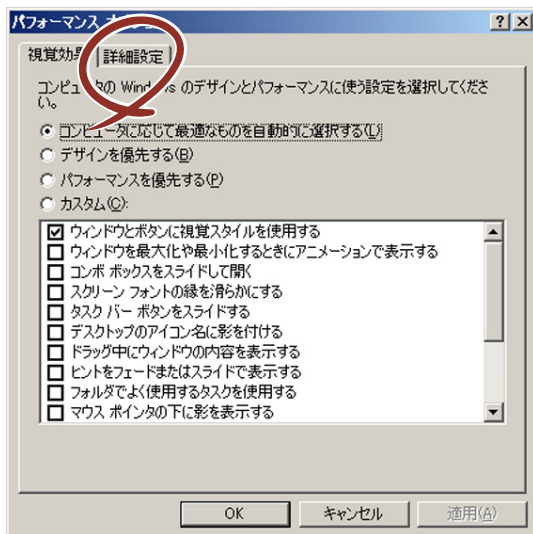 パフォーマンス オプション
視覚効果
詳細設定
コンピュータの Windows のデザインとパフォーマンスに使う設定を選択してくださ
い。
コンピュータに応じて最適なものを自動的に選択する(L)
デザインを優先する(B)
パフォーマンスを優先する(P)
カスタム(C):
ウィンドウとボタンに視覚スタイルを使用する
ウィンドウを最大化や最小化するときにアニメーションで表示する
コンボ ボックスをスライドして開く
スクリーン フォントの縁を滑らかにする
タスク バー ボタンをスライドする
デスクトップのアイコン名に影を付ける
ドラッグ中にウィンドウの内容を表示する
ヒントをフェードまたはスライドで表示する
フォルダでよく使用するタスクを使用する
マウス ポインタの下に影を表示する
OK
キャンセル
適用(A)